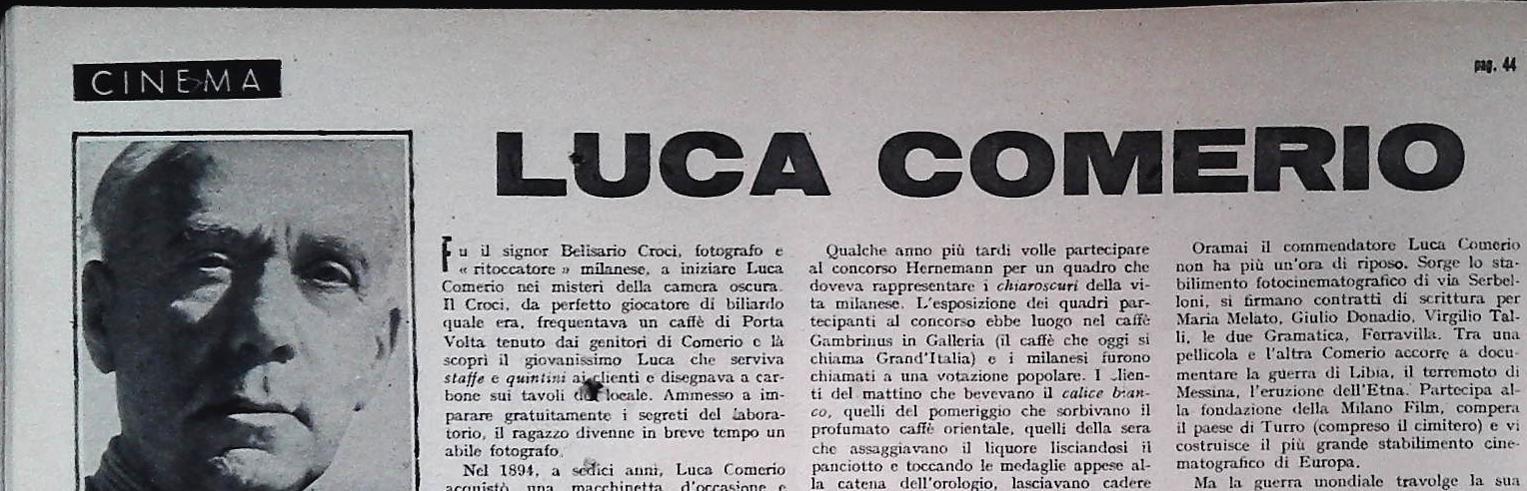 CINEMA
pag. 44
LUCA COMERIO
Fu il signor Belisario Croci, fotografo e
« ritoccatore » milanese, a iniziare Luca
Comerio nei misteri della camera oscura.
Il Croci, da perfetto giocatore di biliardo
quale era, frequentava un caffè di Porta
Volta tenuto dai genitori di Comerio e là
scoprì il giovanissimo Luca che serviva
staffe e quintini ai clienti e disegnava a car-
bone sui tavoli del locale. Ammesso a im-
parare gratuitamente i segreti del labora-
torio, il ragazzo divenne in breve tempo un
abile fotografo.
Nel 1894, a sedici anni, Luca Comerio
acquistò una macchinetta d'occasione e
Qualche anno più tardi volle partecipare
al concorso Hernemann per un quadro che
doveva rappresentare i chiaroscuri della vi-
ta milanese. L'esposizione dei quadri par-
tecipanti al concorso ebbe luogo nel caffè
Gambrinus in Galleria (il caffè che oggi si
chiama Grand'Italia) e i milanesi furono
chiamati a una votazione popolare. I clien-
ti del mattino che bevevano il calice bian-
co, quelli del pomeriggio che sorbivano il
profumato caffè orientale, quelli della sera
che assaggiavano il liquore lisciandosi il
panciotto e toccando le medaglie appese al-
la catena dell'orologio, lasciavano cadere
Oramai il commendatore Luca Comerio
non ha più un'ora di riposo. Sorge lo sta-
bilimento fotocinematografico di via Serbel-
loni, si firmano contratti di scrittura per
Maria Melato, Giulio Donadio, Virgilio Tal-
li, le due Gramatica, Ferravilla. Tra una
pellicola e l'altra Comerio accorre a docu-
mentare la guerra di Libia, il terremoto di
Messina, l'eruzione dell'Etna. Partecipa al-
la fondazione della Milano Film, compera
il paese di Turro (compreso il cimitero) e vi
costruisce il più grande stabilimento cine-
matografico di Europa.
Ma la guerra mondiale travolge la sua